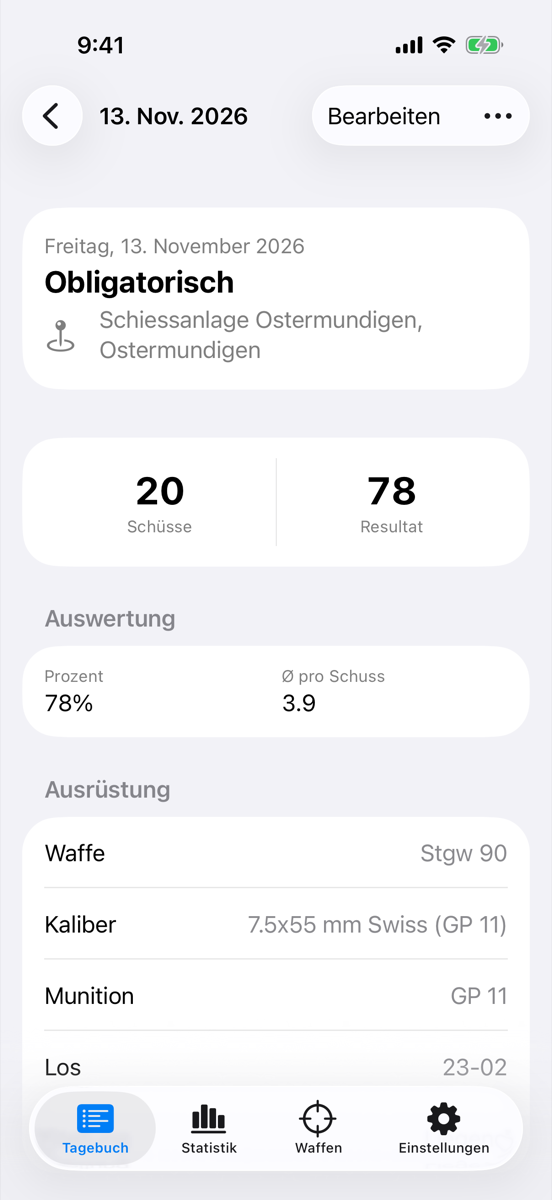 9:41
13. Nov. 2026
Bearbeiten
Freitag, 13. November 2026
Obligatorisch
Schiessanlage Ostermundigen,
Ostermundigen
20
Schüsse
78
Resultat
Auswertung
Prozent
78%
Ø pro Schuss
3.9
Ausrüstung
Waffe
Stgw 90
Kaliber
7.5x55 mm Swiss (GP 11)
Munition
GP 11
Los
23-02
Tagebuch
Statistik
Waffen
Einstellungen